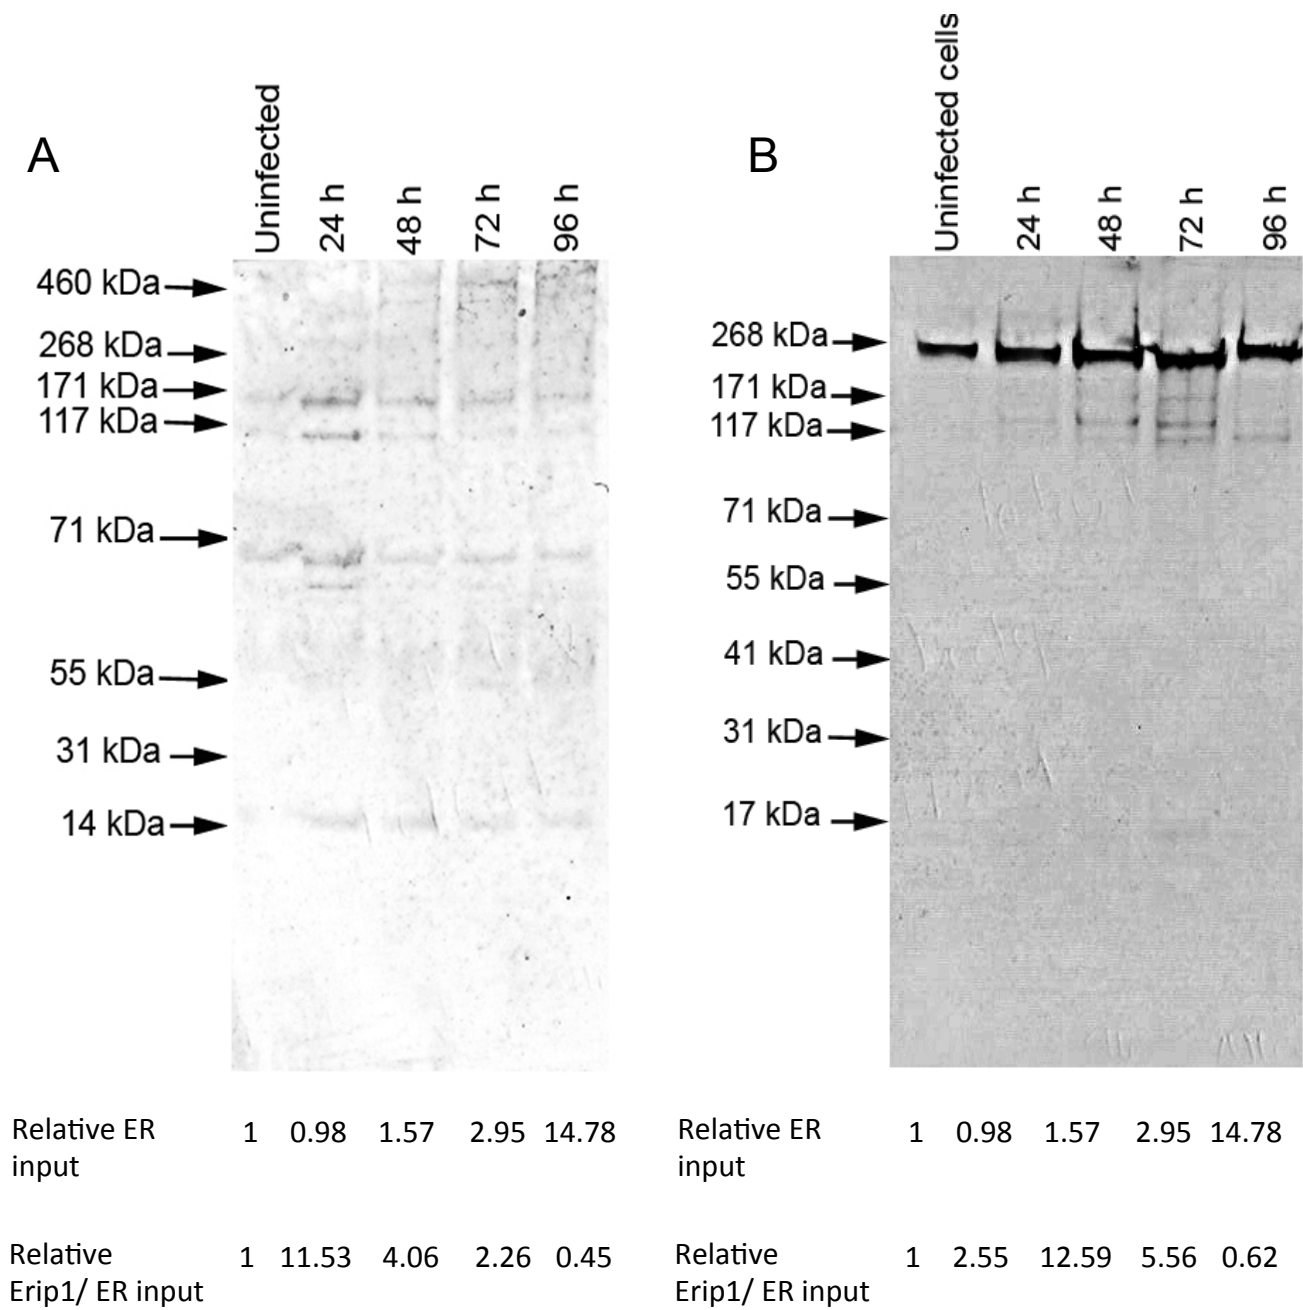 A
Uninfected
24 h
48 h
72 h
96 h
460 kDa
268 kDa
171 kDa
117 kDa
71 kDa
55 kDa
31 kDa
14 kDa
Relative ER input 1 0.98 1.57 2.95 14.78
Relative Erip1/ ER input 1 11.53 4.06 2.26 0.45
B
Uninfected cells
24 h
48 h
72 h
96 h
268 kDa
171 kDa
117 kDa
71 kDa
55 kDa
41 kDa
31 kDa
17 kDa
Relative ER input 1 0.98 1.57 2.95 14.78
Relative Erip1/ ER input 1 2.55 12.59 5.56 0.62